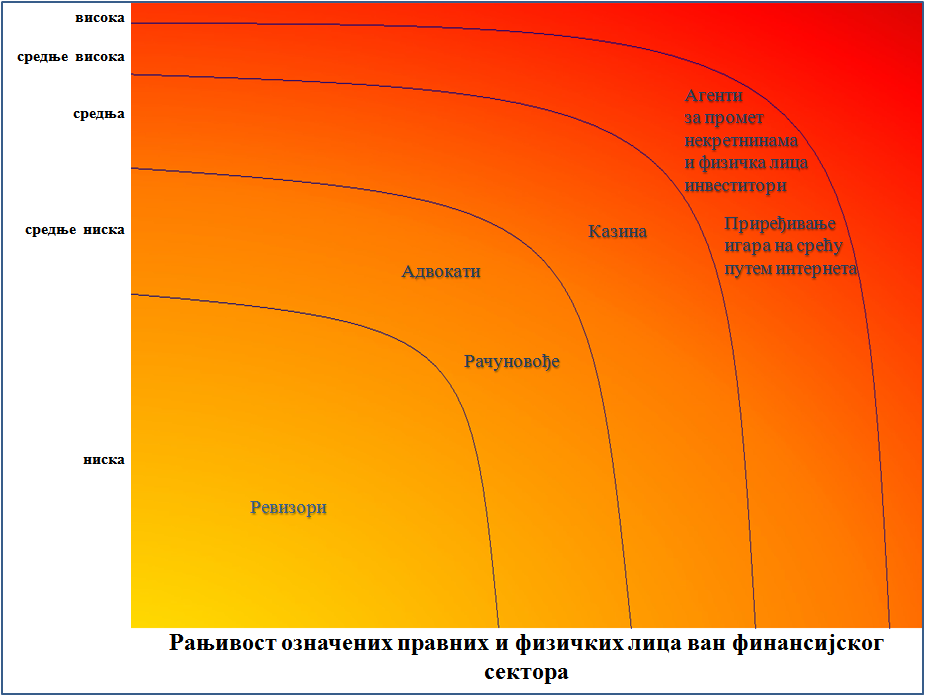 висока
средње висока
средња
средње ниска
ниска
Агенти
за промет
некретнинама
и физичка лица
инвеститори
Приређивање
игара на срећу
путем интернета
Казина
Адвокати
Рачуновође
Ревизори
Рањивост означених правних и физичких лица ван финансијског
сектора